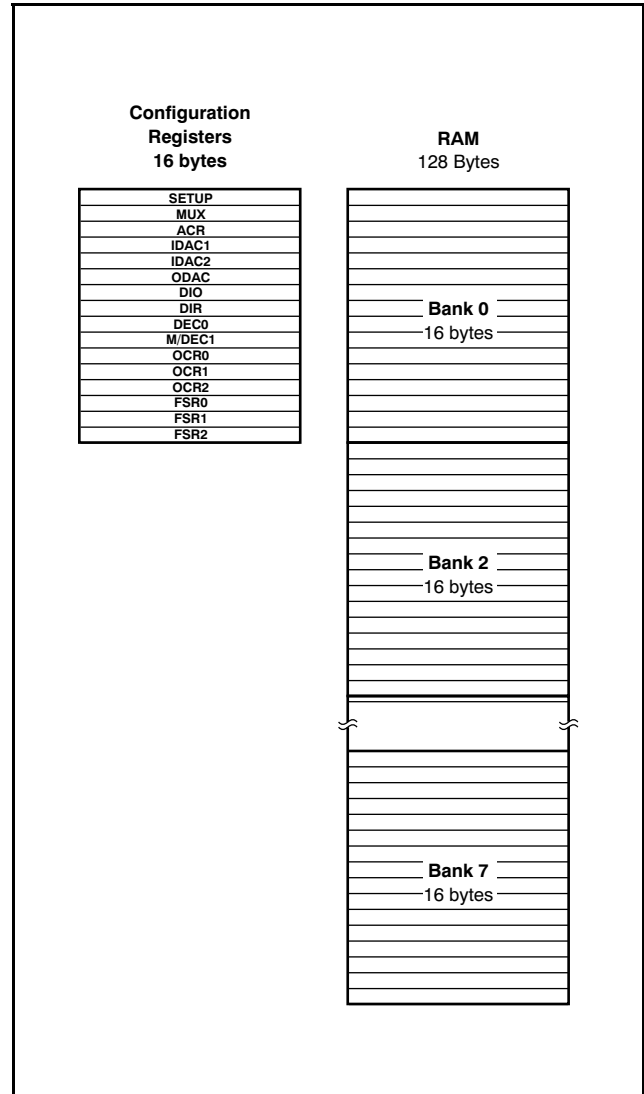 Configuration
Registers
16 bytes
SETUP
MUX
ACR
IDAC1
IDAC2
ODAC
DIO
DIR
DEC0
M/DEC1
OCR0
OCR1
OCR2
FSR0
FSR1
FSR2
RAM
128 Bytes
Bank 0
16 bytes
Bank 2
16 bytes
Bank 7
16 bytes